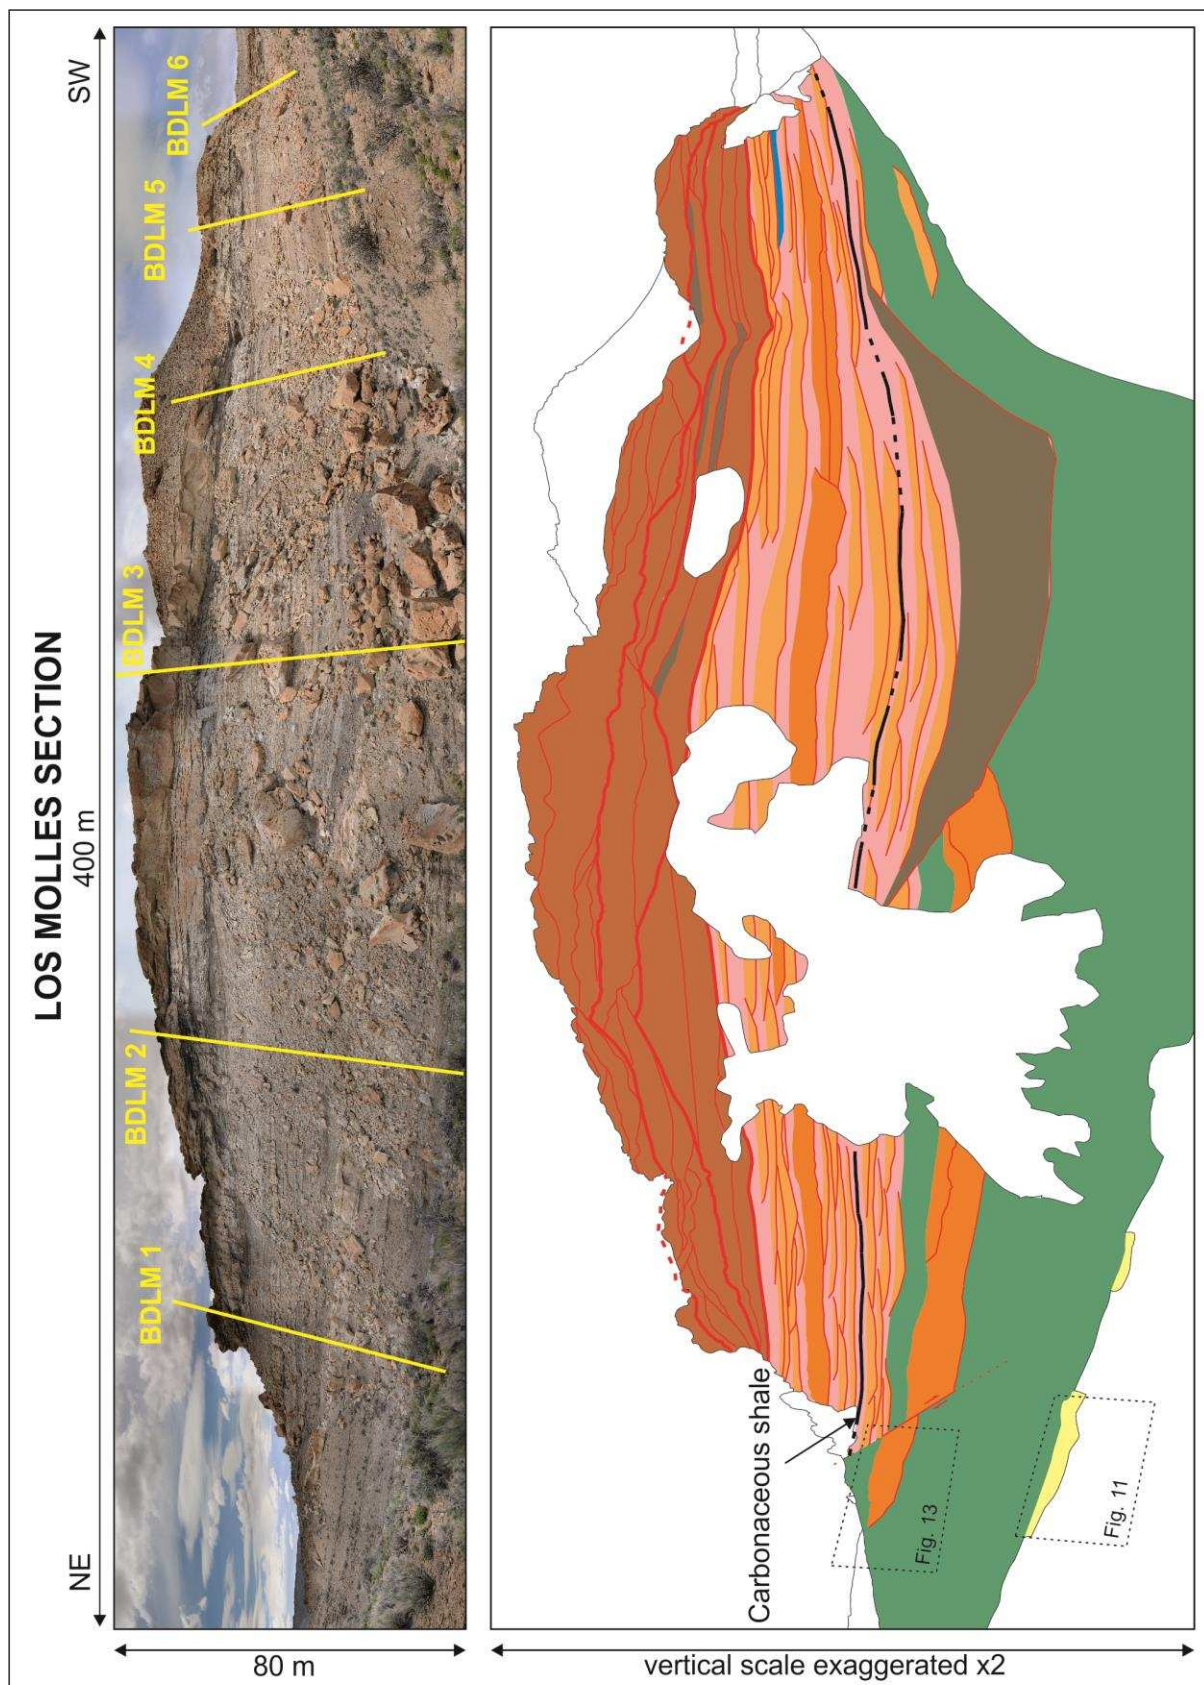 LOS MOLLES SECTION
NE
400 m
SW
BDLM 1
BDLM 2
BDLM 3
BDLM 4
BDLM 5
BDLM 6
80 m
Carbonaceous shale
Fig. 13
Fig. 11
vertical scale exaggerated x2